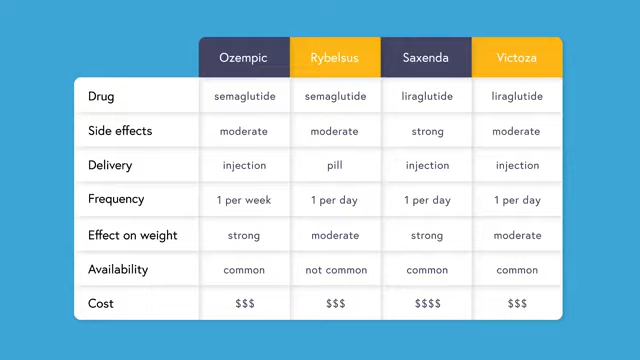 Ozempic Rybelsus Saxenda Victoza
Drug semaglutide semaglutide liraglutide liraglutide
Side effects moderate moderate strong moderate
Delivery injection pill injection injection
Frequency 1 per week 1 per day 1 per day 1 per day
Effect on weight strong moderate strong moderate
Availability common not common common common
Cost $$$ $$$ $$$$ $$$